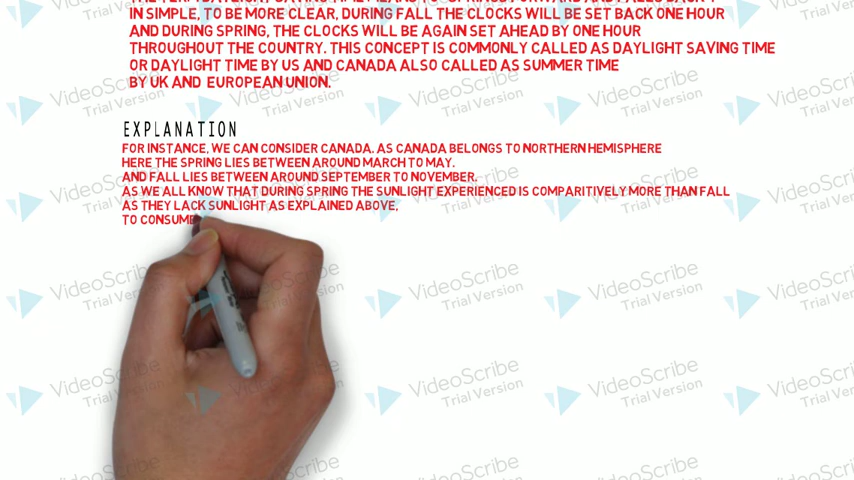 IN SIMPLE, TO BE MORE CLEAR, DURING FALL THE CLOCKS WILL BE SET BACK ONE HOUR
AND DURING SPRING, THE CLOCKS WILL BE AGAIN SET AHEAD BY ONE HOUR
THROUGHOUT THE COUNTRY. THIS CONCEPT IS COMMONLY CALLED AS DAYLIGHT SAVING TIME
OR DAYLIGHT TIME BY US AND CANADA ALSO CALLED AS SUMMER TIME
BY UK AND EUROPEAN UNION.
EXPLANATION
FOR INSTANCE, WE CAN CONSIDER CANADA. AS CANADA BELONGS TO NORTHERN HEMISPHERE
HERE THE SPRING LIES BETWEEN AROUND MARCH TO MAY.
AND FALL LIES BETWEEN AROUND SEPTEMBER TO NOVEMBER.
AS WE ALL KNOW THAT DURING SPRING THE SUNLIGHT EXPERIENCED IS COMPARITIVELY MORE THAN FALL
AS THEY LACK SUNLIGHT AS EXPLAINED ABOVE,
TO CONSUME
VideoScribe
Trial Version